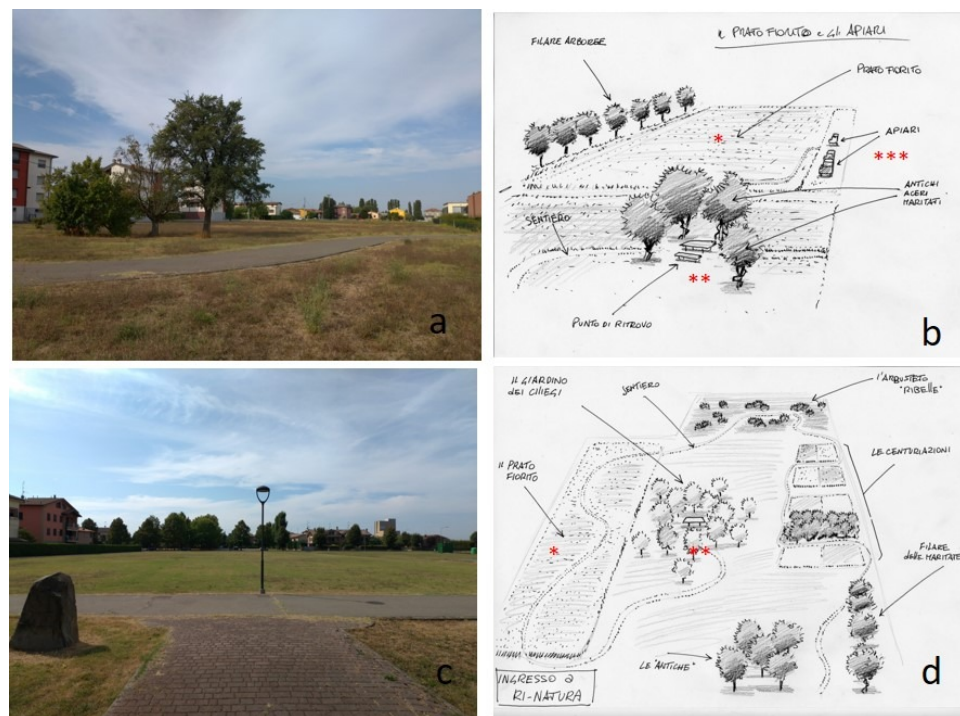 a
IL PRATO FIORITO e GLI APIARI
FILARE ARBOREE
PRATO FIORITO
*
APIARI
***
ANTICHI
ACERI
MARITATI
SENTIERO
**
PUNTO DI RITROVO
b
c
IL GIARDINO
dei CILIEGI
SENTIERO
l'ARBUSTETO
"RIBELLE"
LE CENTURIAZIONI
IL PRATO
FIORITO
*
**
FILARE
delle MARITATE
LE "ANTICHE"
INGRESSO a
RI-NATURA
d